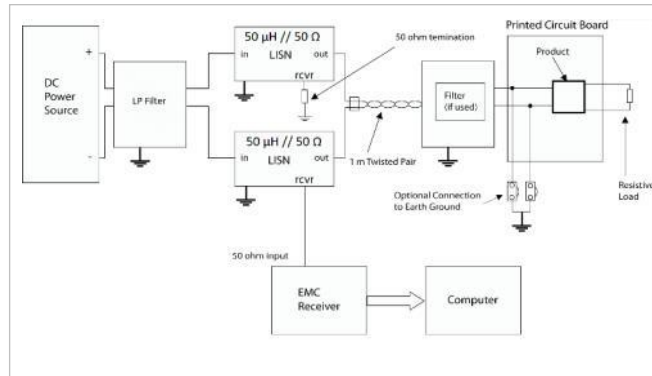 50 µH // 50 Ω
in
out
LISN
rcvr
50 ohm temination
Printed Circuit Board
Product
+
DC
Power
Source
-
LP Filter
Filter
(if used)
50 µH // 50 Ω
in
out
LISN
rcvr
1 m Twisted Pair
Optional Connection
to Earth Ground
Resistive
Load
50 ohm input
EMC
Receiver
Computer